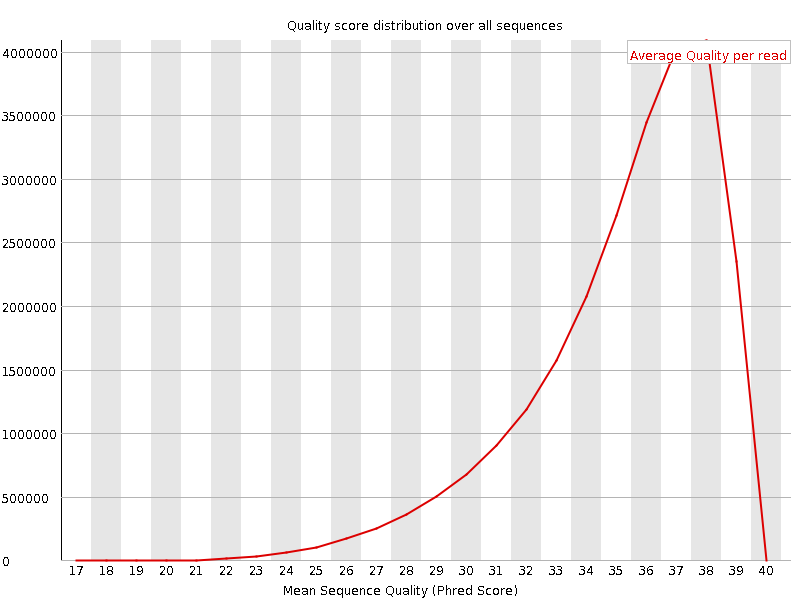 Quality score distribution over all sequences
Average Quality per read
4000000
3500000
3000000
2500000
2000000
1500000
1000000
500000
0
17 18 19 20 21 22 23 24 25 26 27 28 29 30 31 32 33 34 35 36 37 38 39 40
Mean Sequence Quality (Phred Score)